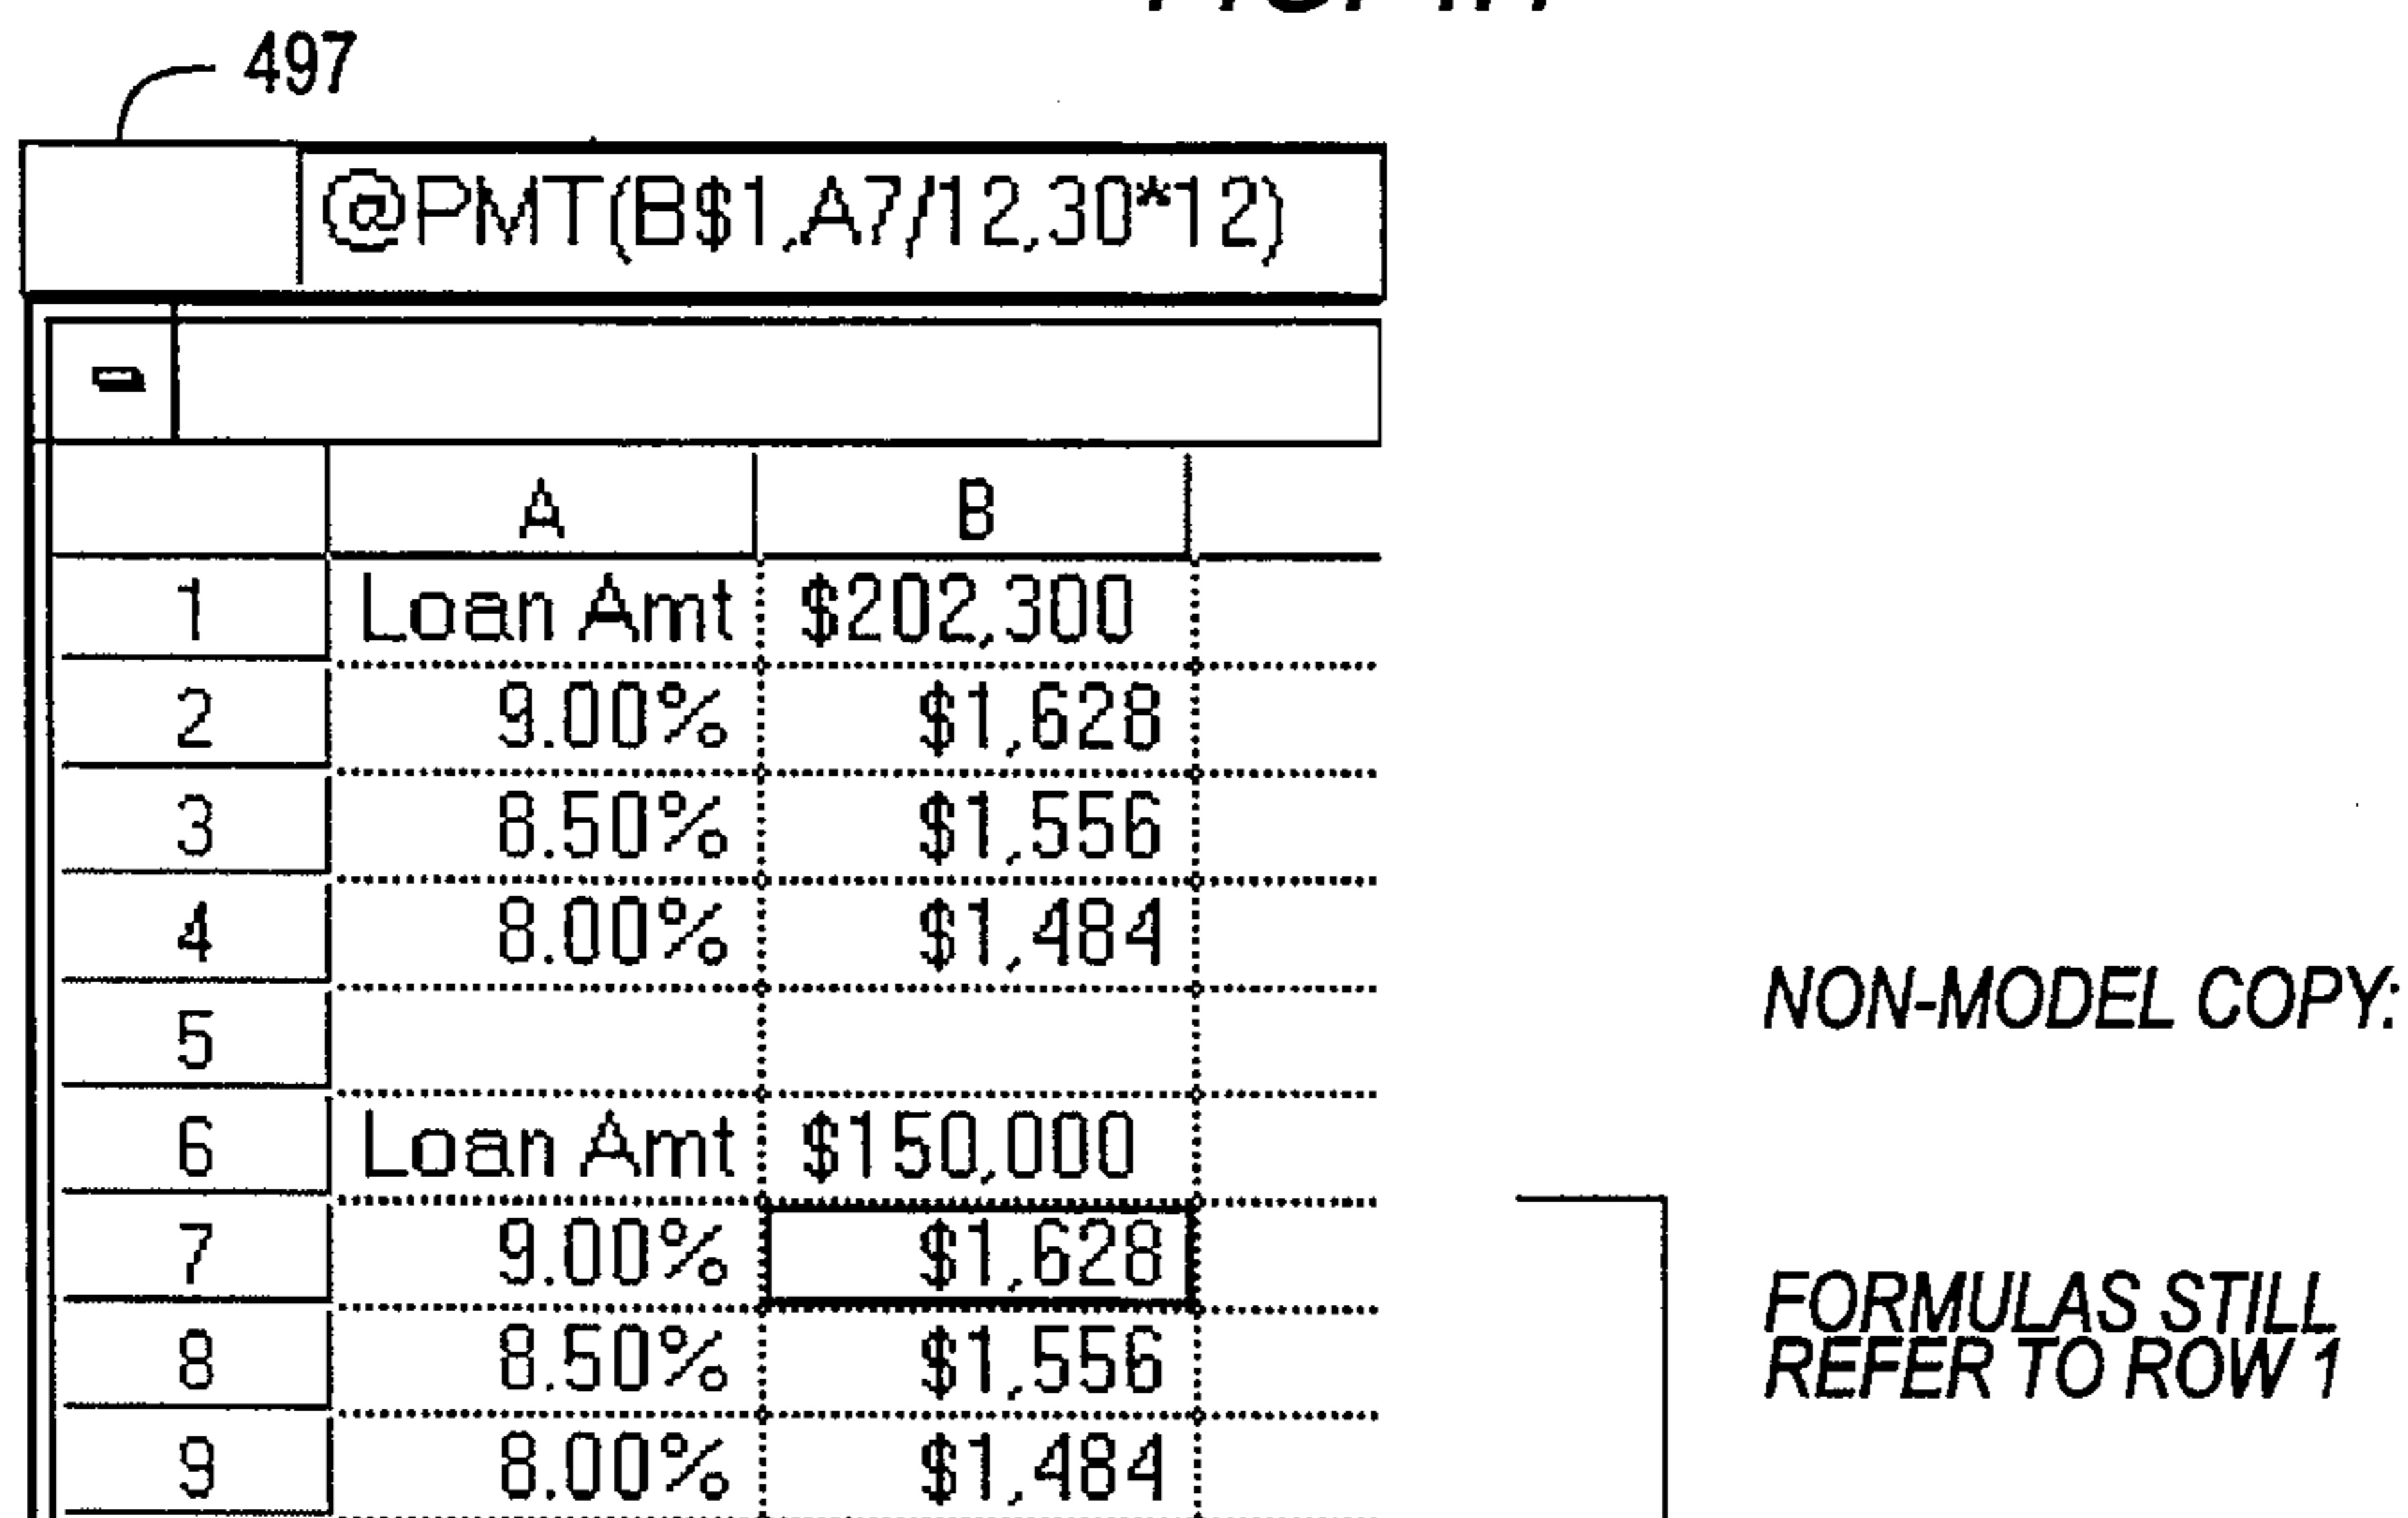 497
@PMT(B$1,A7/12,30*12)
A B
1 Loan Amt $202,300
2 9.00% $1,628
3 8.50% $1,556
4 8.00% $1,484
5
6 Loan Amt $150,000
7 9.00% $1,628
8 8.50% $1,556
9 8.00% $1,484
NON-MODEL COPY:
FORMULAS STILL
REFER TO ROW 1